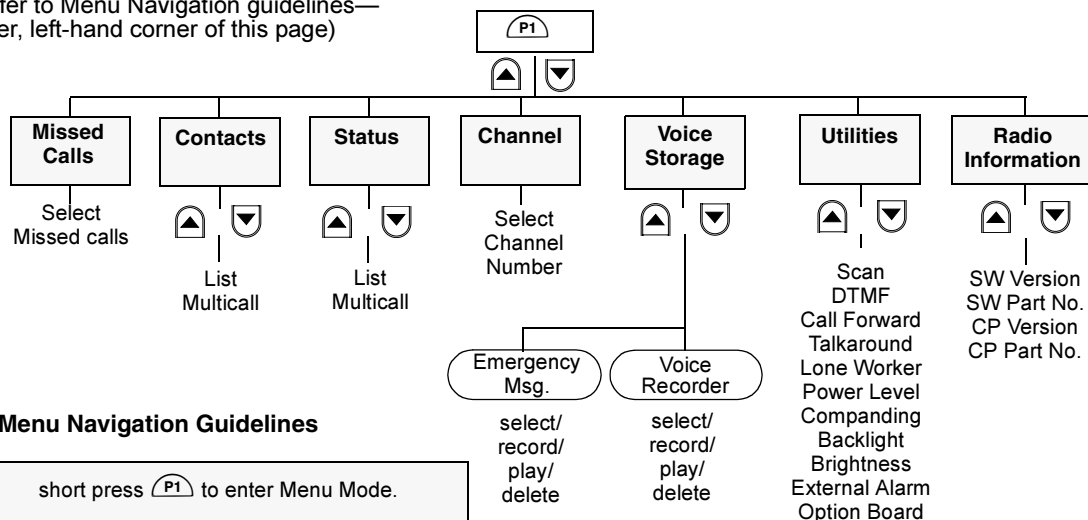 fer to Menu Navigation guidelines—
er, left-hand corner of this page)
P1
Missed
Calls
Contacts
Status
Channel
Voice
Storage
Utilities
Radio
Information
Select
Missed calls
List
Multicall
List
Multicall
Select
Channel
Number
Emergency
Msg.
select/
record/
play/
delete
Voice
Recorder
select/
record/
play/
delete
Scan
DTMF
Call Forward
Talkaround
Lone Worker
Power Level
Companding
Backlight
Brightness
External Alarm
Option Board
SW Version
SW Part No.
CP Version
CP Part No.
Menu Navigation Guidelines
short press P1 to enter Menu Mode.